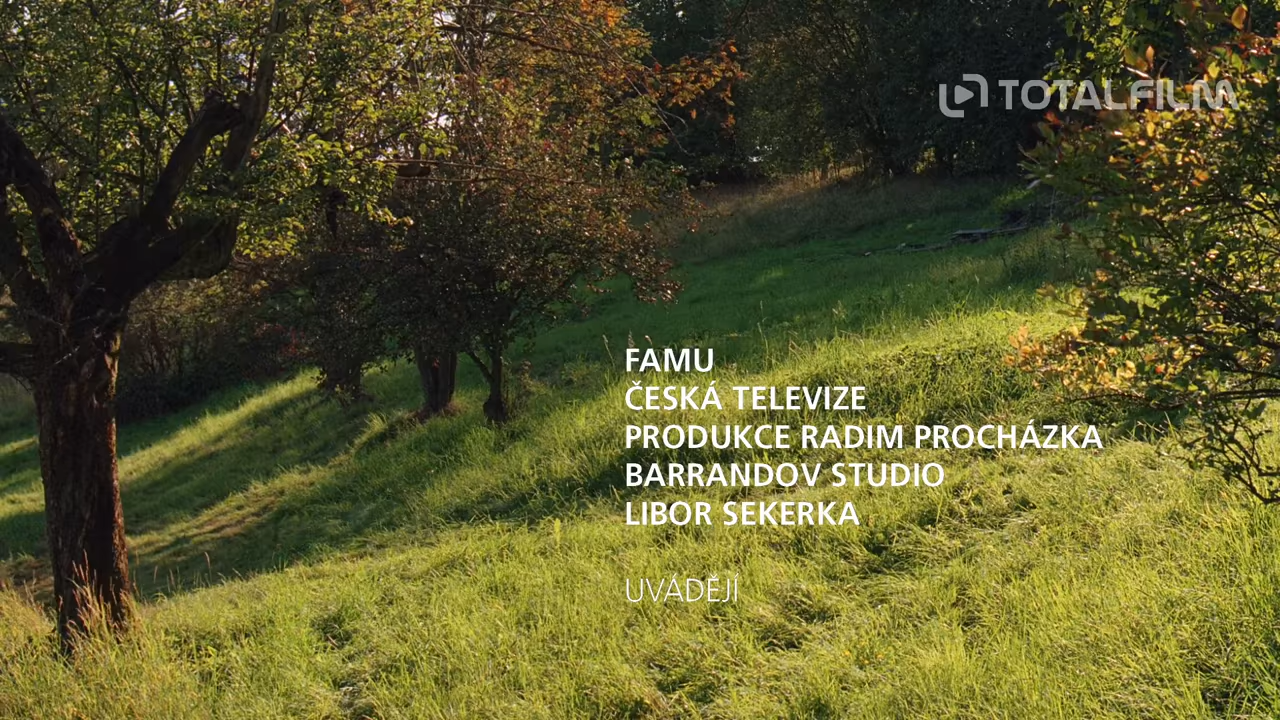 TOTALFILM
FAMU
ČESKÁ TELEVIZE
PRODUKCE RADIM PROCHÁZKA
BARRANDOV STUDIO
LIBOR SEKERKA
UVÁDĚJÍ